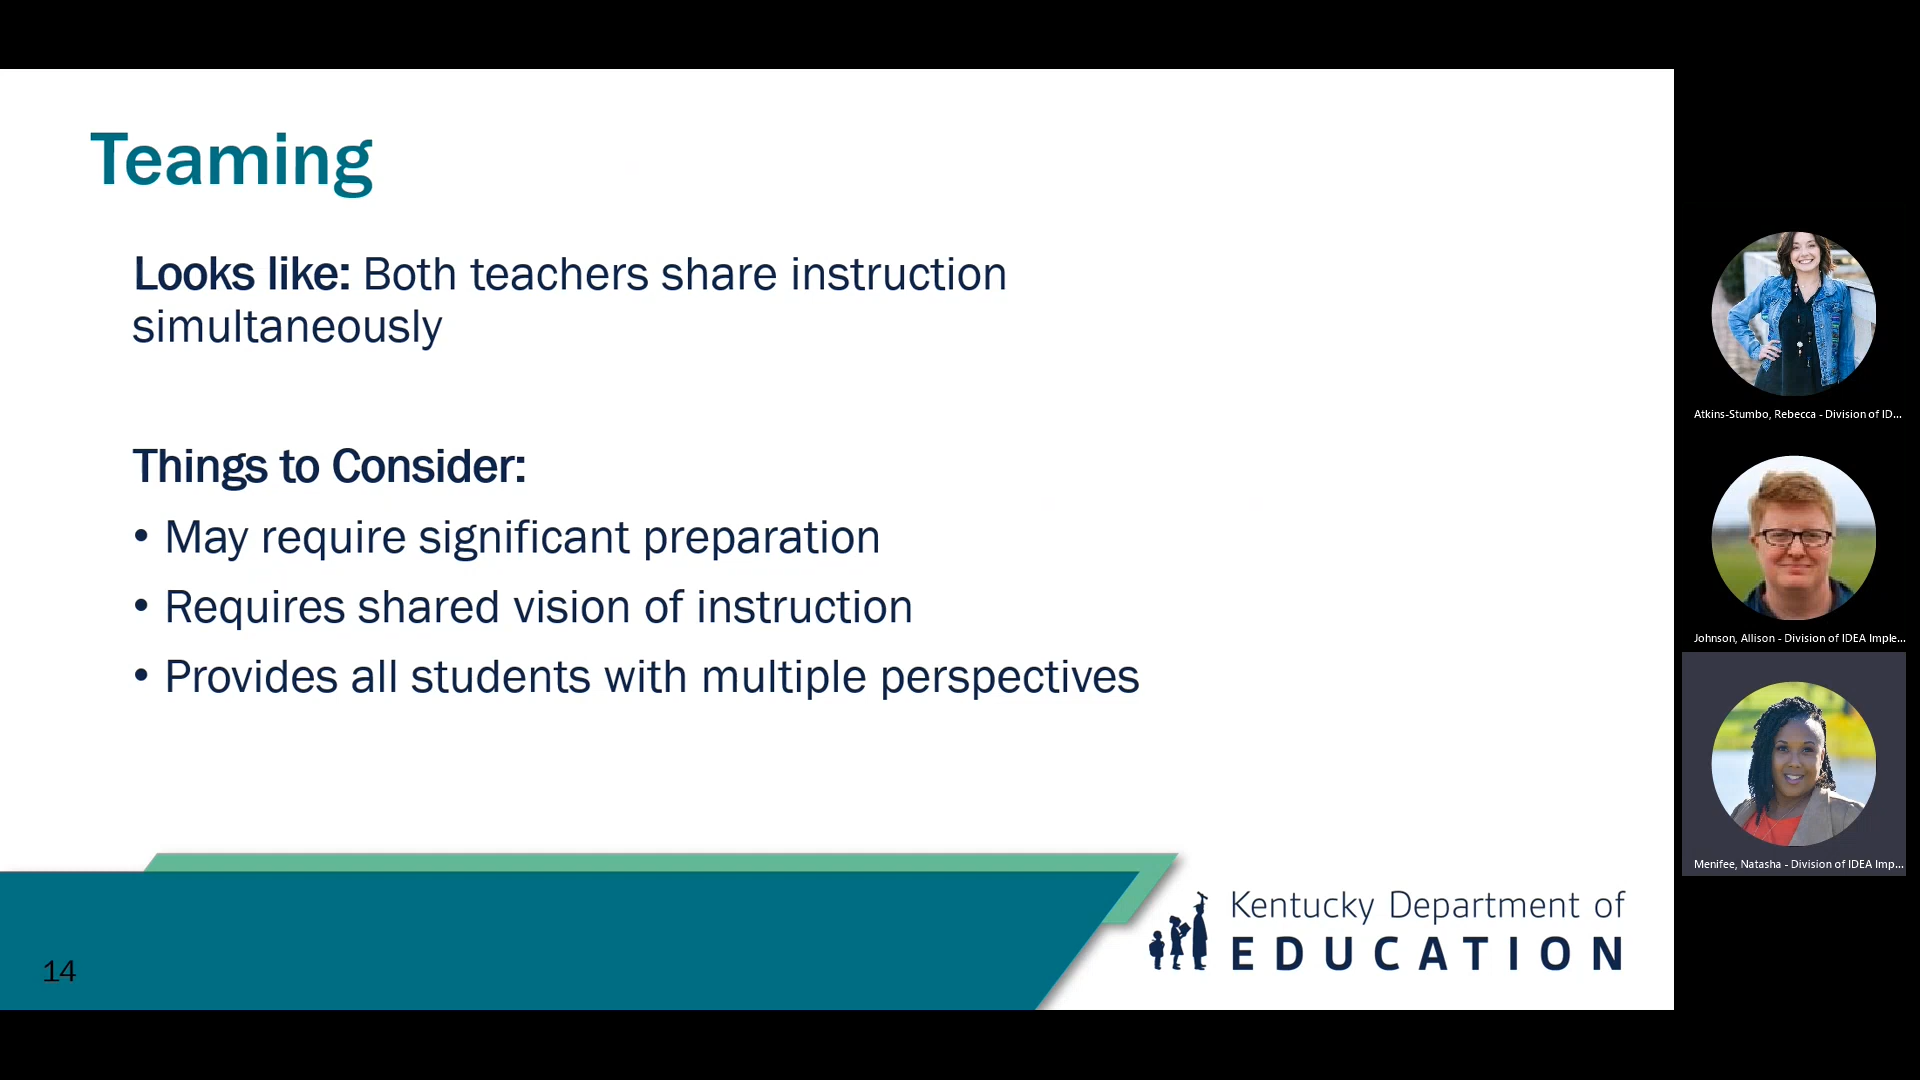 Teaming
Looks like: Both teachers share instruction
simultaneously
Things to Consider:
• May require significant preparation
• Requires shared vision of instruction
• Provides all students with multiple perspectives
14
Kentucky Department of
EDUCATION
Atkins-Stumbo, Rebecca - Division of ID...
Johnson, Allison - Division of IDEA Imple...
Menifee, Natasha - Division of IDEA Imp...